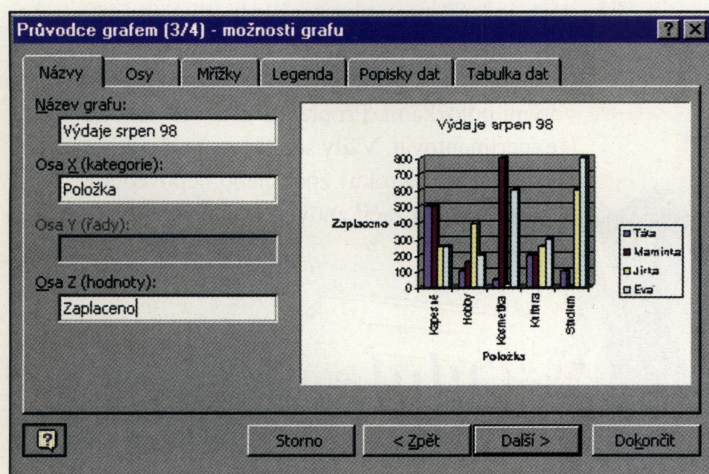 Průvodce grafem (3/4) - možnosti grafu
Názvy
Osy
Mřížky
Legenda
Popisky dat
Tabulka dat
Název grafu:
Výdaje srpen 98
Osa X (kategorie):
Položka
Osa Y (řady):
Osa Z (hodnoty):
Zaplaceno
Výdaje srpen 98
800
700
600
500
Zaplaceno 400
300
200
100
0
Kapesné
Hobby
Kosmetika
Kultura
Studium
Položka
Táta
Maminka
Jirka
Eva
Storno
< Zpět
Další >
Dokončit